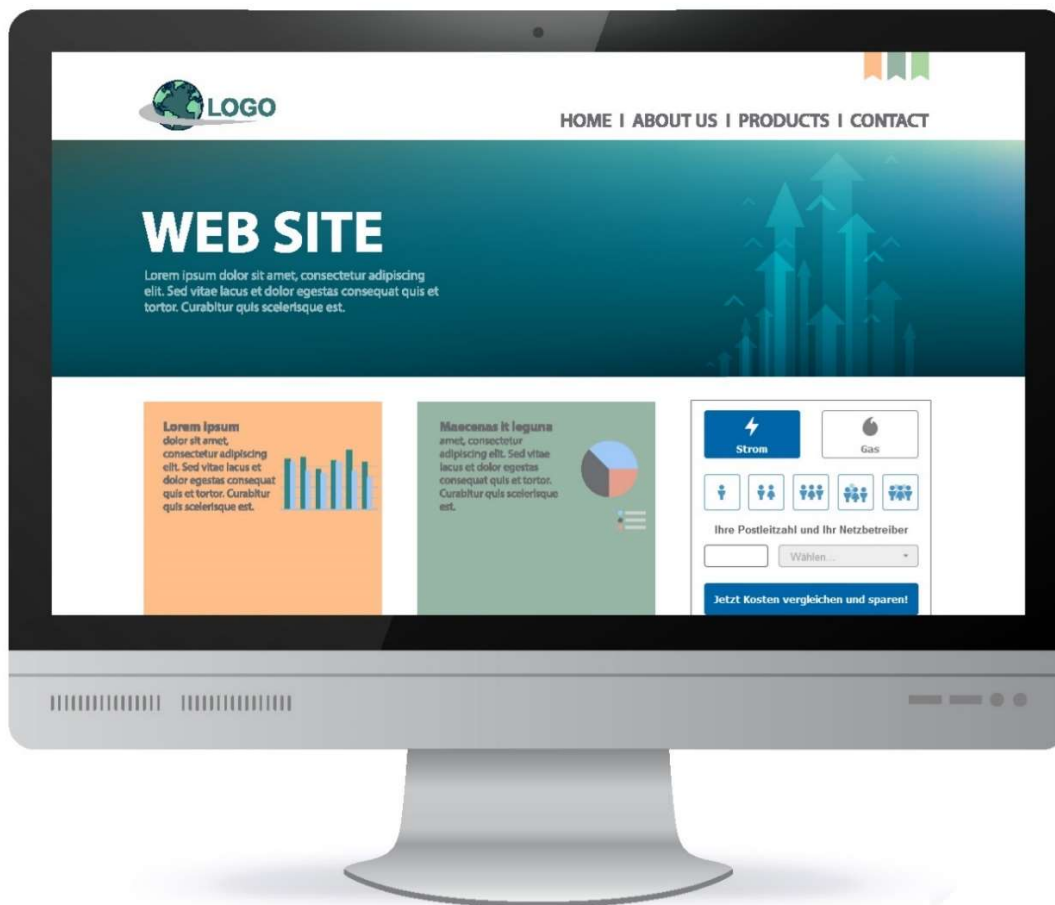 LOGO
HOME I ABOUT US I PRODUCTS I CONTACT
WEB SITE
Lorem ipsum dolor sit amet, consectetur adipiscing
elit. Sed vitae lacus et dolor egestas consequat quis et
tortor. Curabitur quis scelerisque est.
Lorem ipsum
dolor sit amet,
consectetur adipiscing
elit. Sed vitae lacus et
dolor egestas consequat
quis et tortor. Curabitur
quis scelerisque est.
Maecenas it leguna
amet, consectetur
adipiscing elit. Sed vitae
lacus et dolor egestas
consequat quis et tortor.
Curabitur quis scelerisque
est.
Strom
Gas
Ihre Postleitzahl und Ihr Netzbetreiber
Wählen...
Jetzt Kosten vergleichen und sparen!